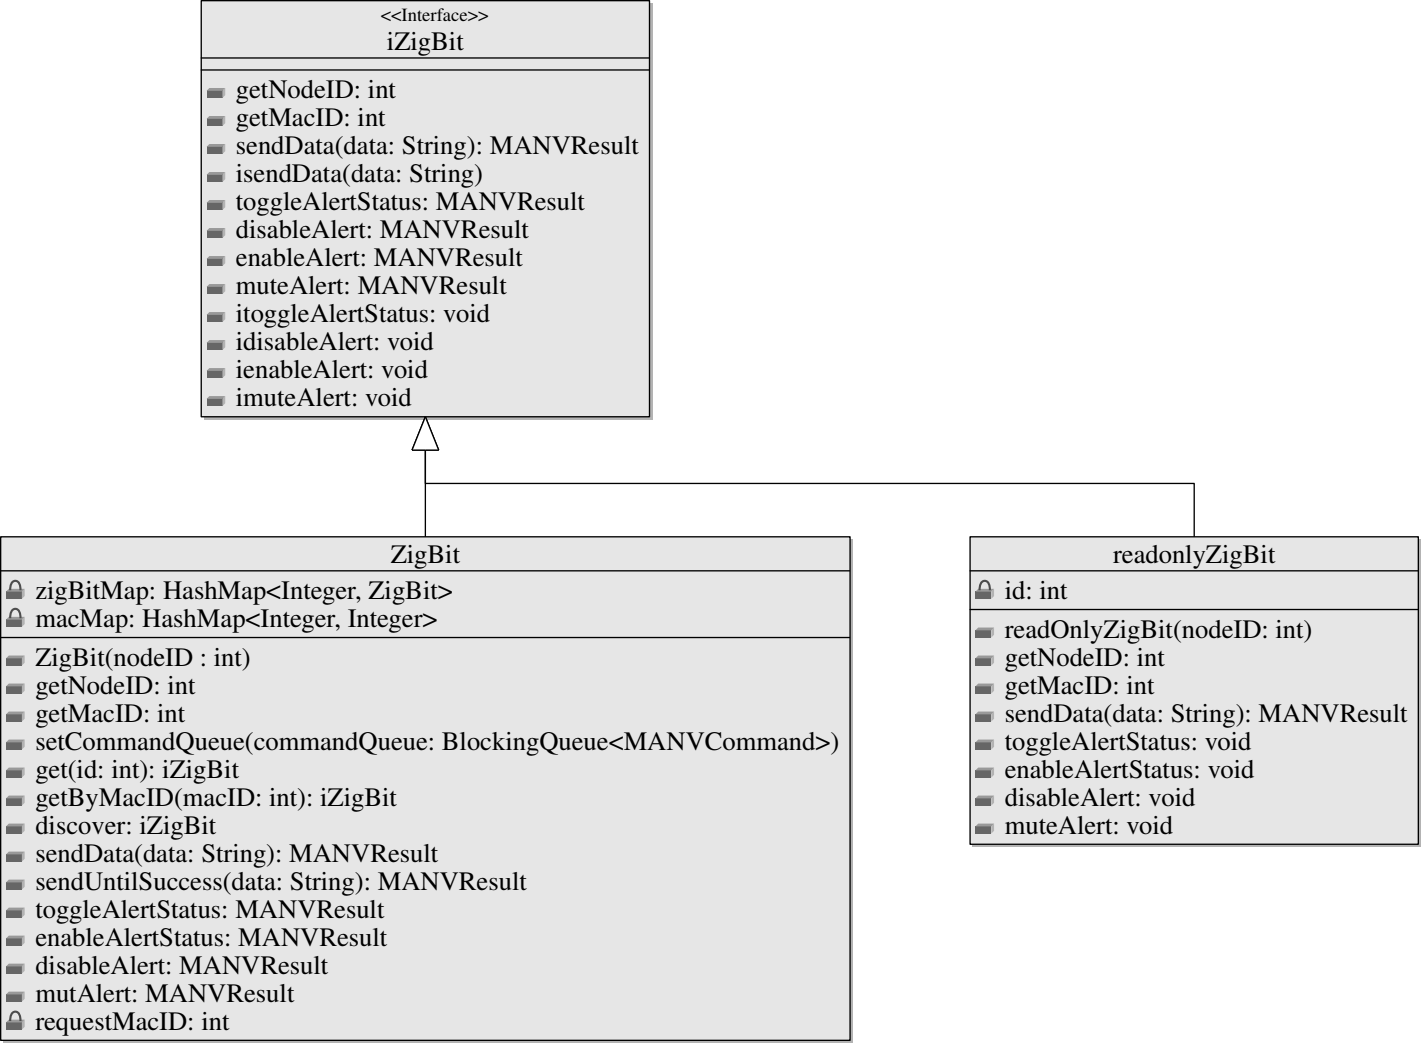 <<Interface>>
iZigBit
getNodeID: int
getMacID: int
sendData(data: String): MANVResult
isendData(data: String)
toggleAlertStatus: MANVResult
disableAlert: MANVResult
enableAlert: MANVResult
muteAlert: MANVResult
itoggleAlertStatus: void
idisableAlert: void
ienableAlert: void
imuteAlert: void
ZigBit
zigBitMap: HashMap<Integer, ZigBit>
macMap: HashMap<Integer, Integer>
ZigBit(nodeID : int)
getNodeID: int
getMacID: int
setCommandQueue(commandQueue: BlockingQueue<MANVCommand>)
get(id: int): iZigBit
getByMacID(macID: int): iZigBit
discover: iZigBit
sendData(data: String): MANVResult
sendUntilSuccess(data: String): MANVResult
toggleAlertStatus: MANVResult
enableAlertStatus: MANVResult
disableAlert: MANVResult
mutAlert: MANVResult
requestMacID: int
readonlyZigBit
id: int
readOnlyZigBit(nodeID: int)
getNodeID: int
getMacID: int
sendData(data: String): MANVResult
toggleAlertStatus: void
enableAlertStatus: void
disableAlert: void
muteAlert: void